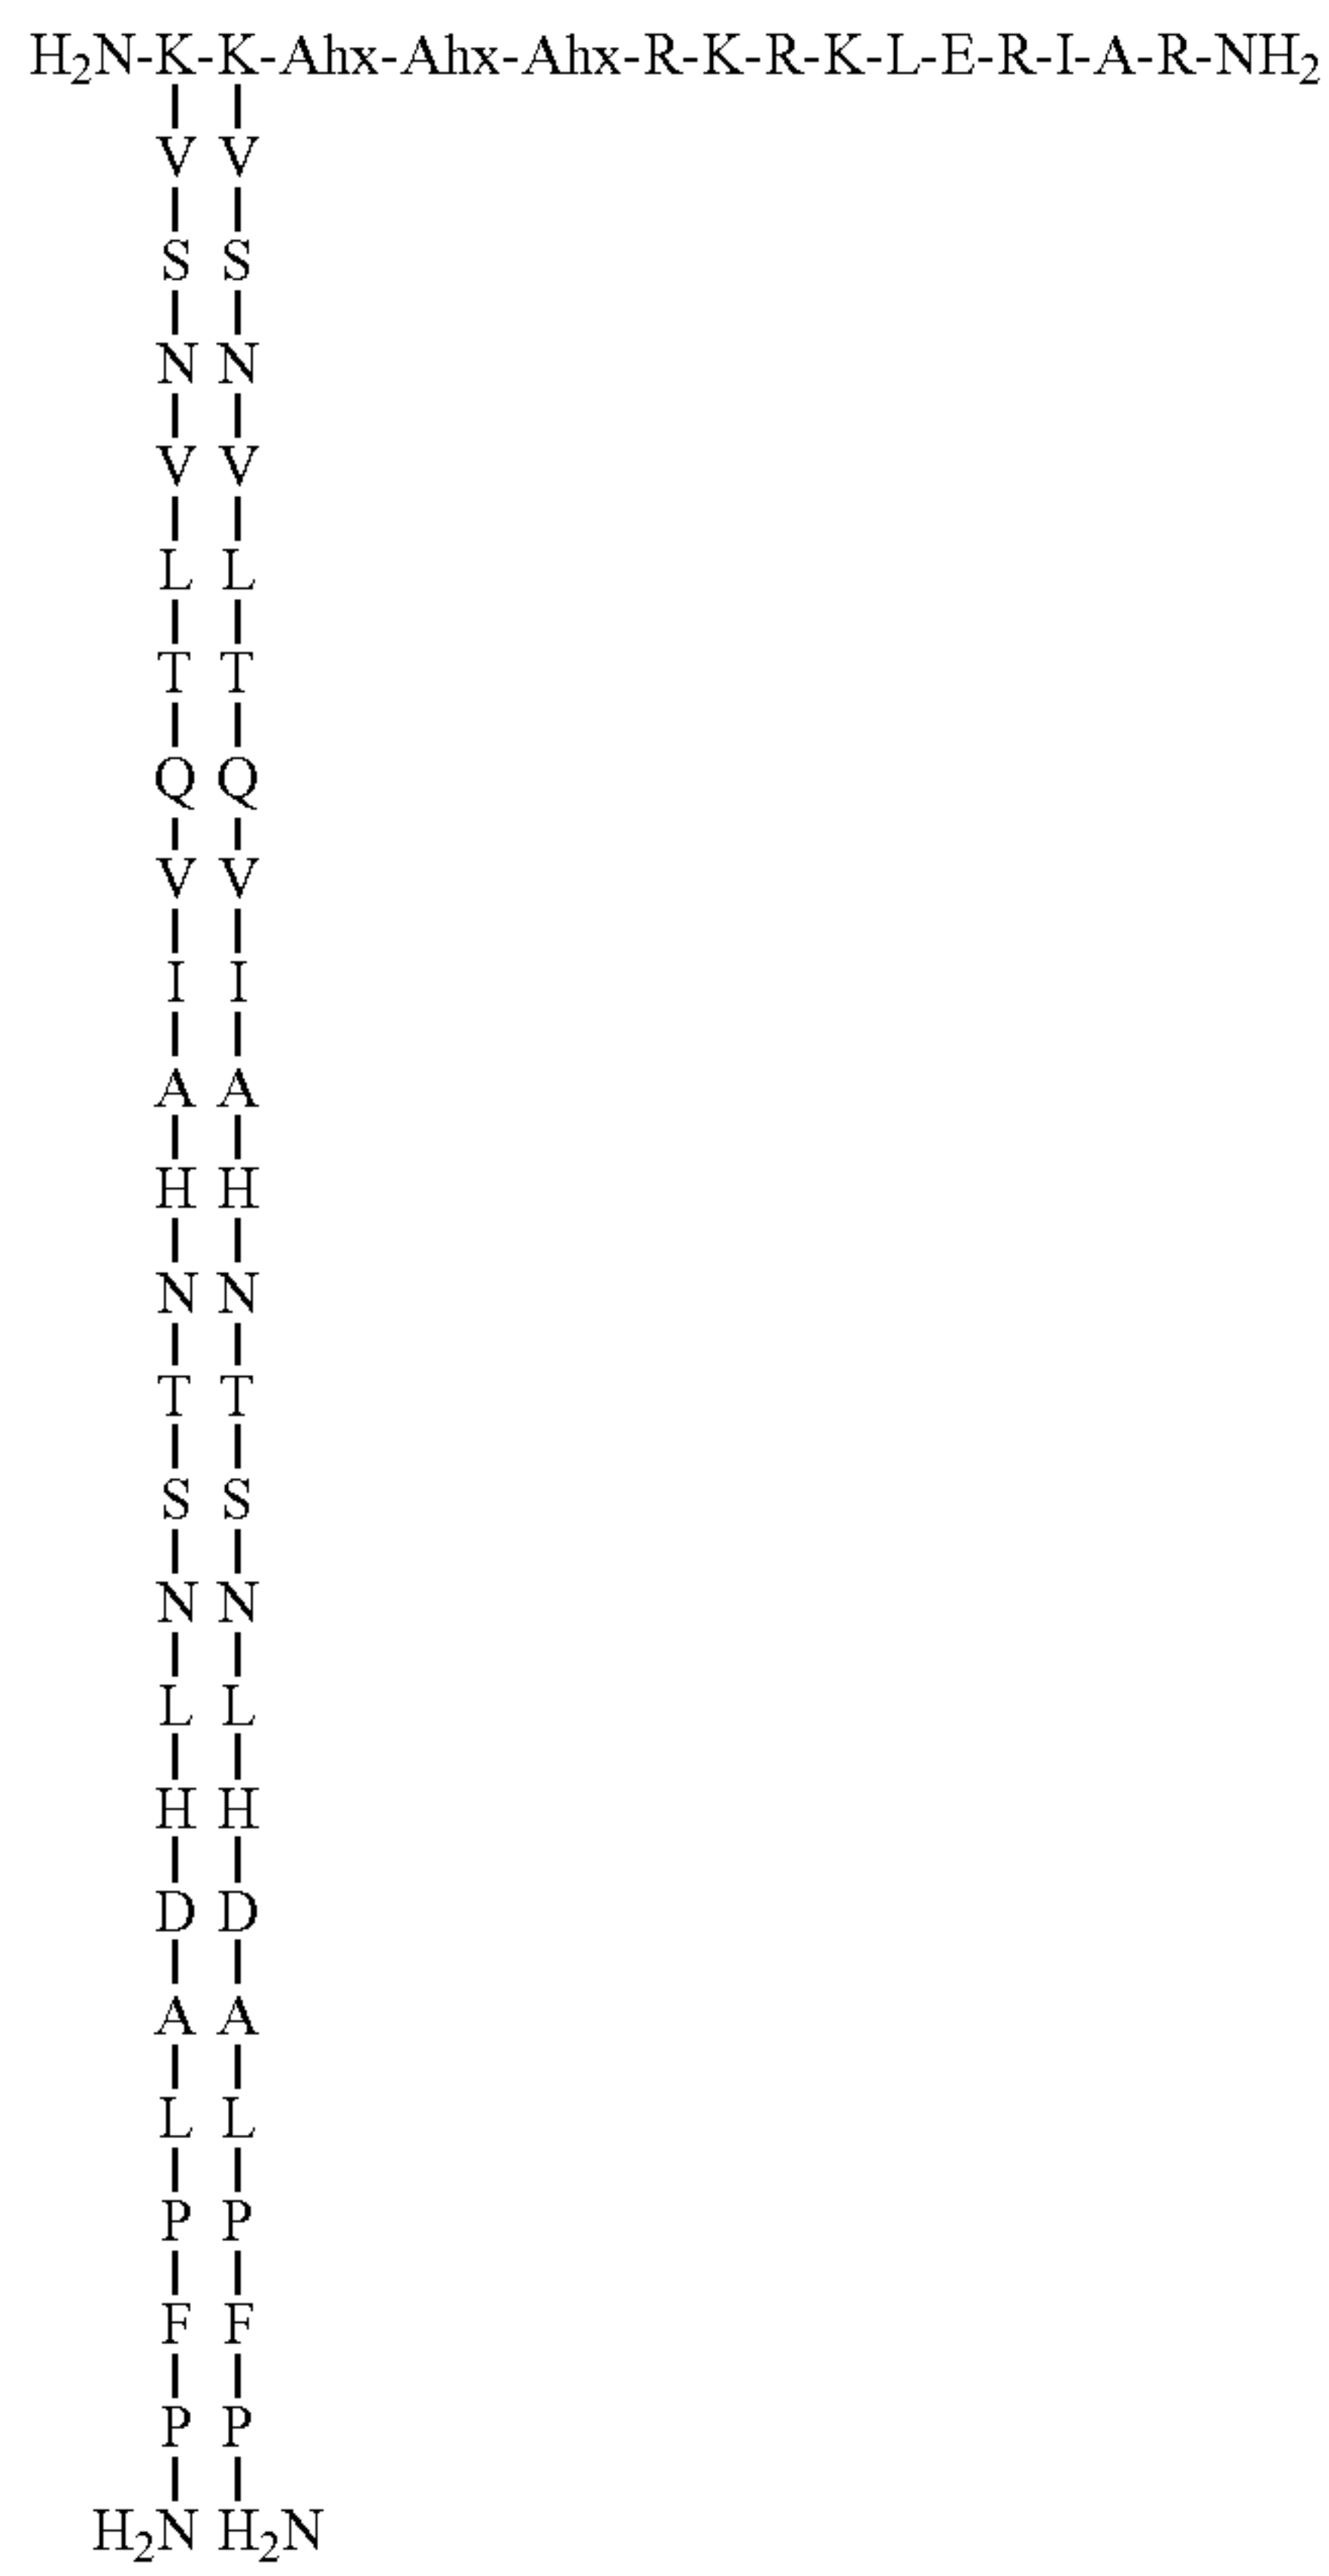 H₂N-K-K-Ahx-Ahx-Ahx-R-K-R-K-L-E-R-I-A-R-NH₂
V V
S S
N N
V V
L L
T T
Q Q
V V
I I
A A
H H
N N
T T
S S
N N
L L
H H
D D
A A
L L
P P
F F
P P
H₂N H₂N